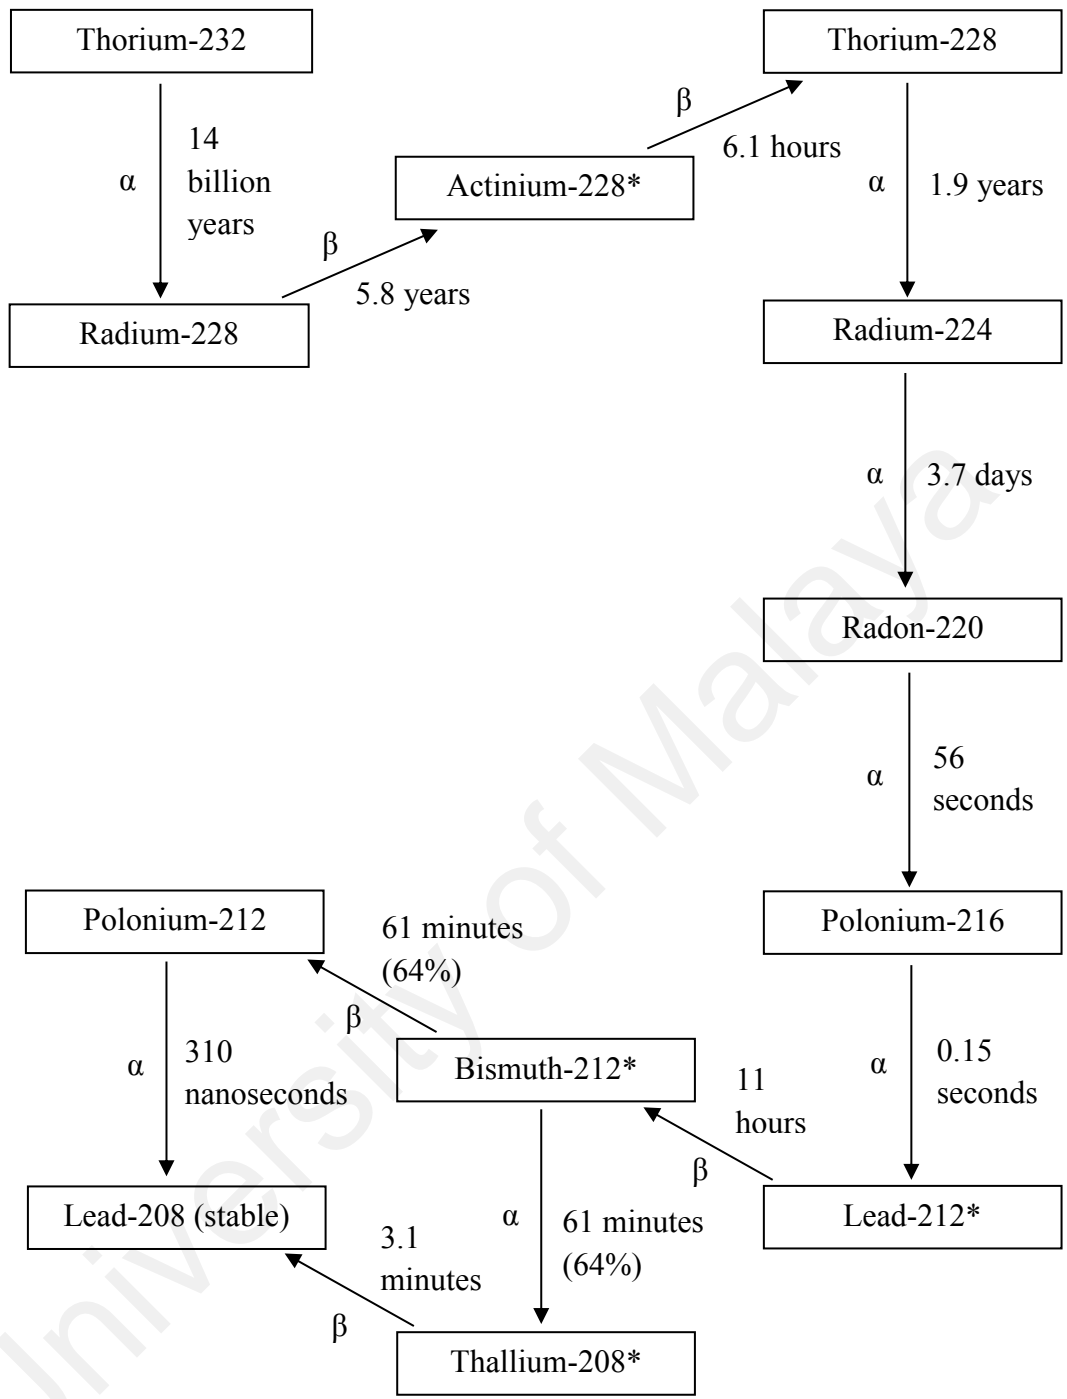 Thorium-232
Thorium-228
α
14
billion
years
β
6.1 hours
Actinium-228*
α
1.9 years
β
5.8 years
Radium-228
Radium-224
α
3.7 days
Radon-220
α
56
seconds
Polonium-212
61 minutes
(64%)
Polonium-216
β
α
310
nanoseconds
Bismuth-212*
11
hours
α
0.15
seconds
β
Lead-208 (stable)
α
61 minutes
(64%)
Lead-212*
3.1
minutes
β
Thallium-208*
University of Malaya